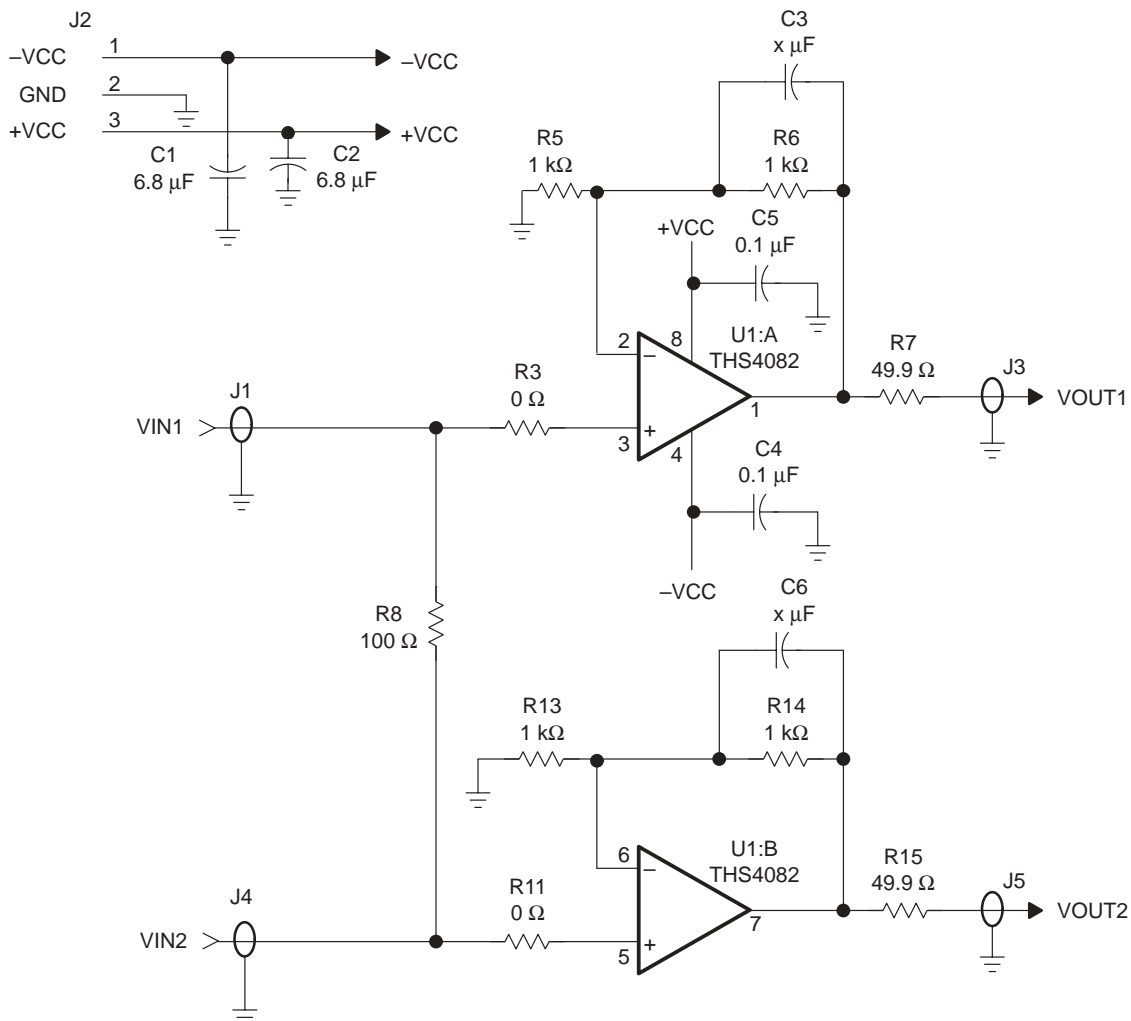 J2
–VCC 1 –VCC
GND 2
+VCC 3 +VCC
C1
6.8 µF
C2
6.8 µF
C3
x µF
R5
1 kΩ
R6
1 kΩ
C5
0.1 µF
+VCC
U1:A
THS4082
2
–
8
1
3
+
4
R7
49.9 Ω
J3
VOUT1
J1
VIN1
R3
0 Ω
C4
0.1 µF
–VCC
R8
100 Ω
C6
x µF
R13
1 kΩ
R14
1 kΩ
U1:B
THS4082
6
–
7
5
+
R15
49.9 Ω
J5
VOUT2
J4
VIN2
R11
0 Ω